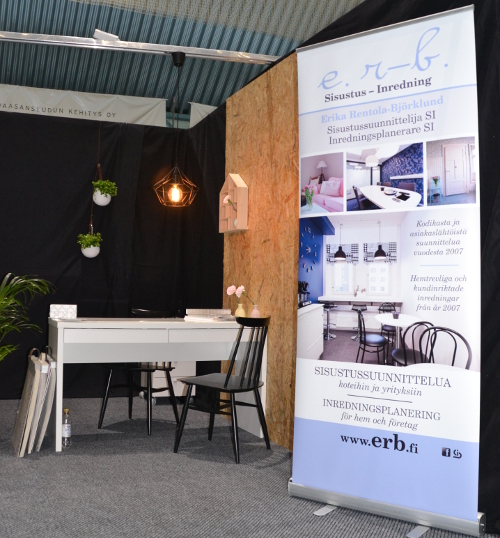 VAASANSEUDUN KEHITYS OY
e. r-b.
Sisustus – Inredning
Erika Rentola-Björklund
Sisustussuunnittelija SI
Inredningsplanerare SI
Kodikasta ja
asiakaslähtöistä
suunnittelua
vuodesta 2007
Hemtrevliga och
kundinriktade
inredningar
från år 2007
SISUSTUSSUUNNITTELUA
koteihin ja yrityksiin
INREDNINGSPLANERING
för hem och företag
www.erb.fi
f